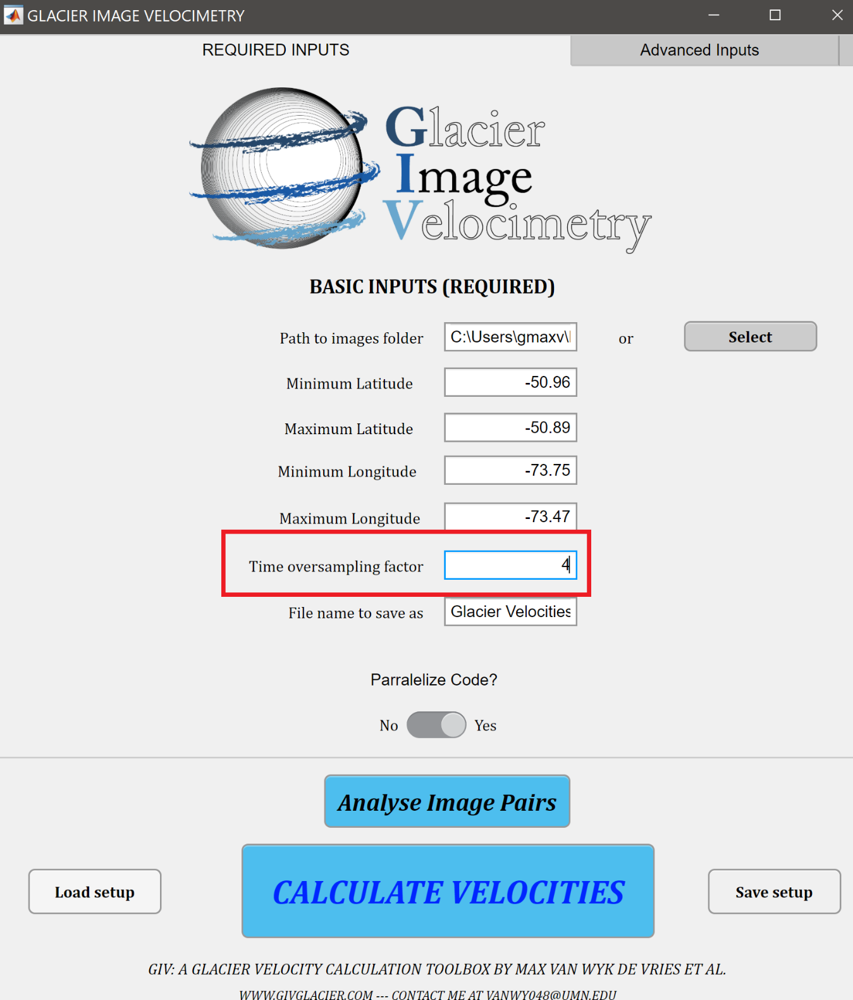 GLACIER IMAGE VELOCIMETRY
REQUIRED INPUTS
Advanced Inputs
Glacier
Image
Velocimetry
BASIC INPUTS (REQUIRED)
Path to images folder C:\Users\gmaxv\ or Select
Minimum Latitude -50.96
Maximum Latitude -50.89
Minimum Longitude -73.75
Maximum Longitude -73.47
Time oversampling factor 4
File name to save as Glacier Velocities
Parralelize Code?
No Yes
Analyse Image Pairs
Load setup CALCULATE VELOCITIES Save setup
GIV: A GLACIER VELOCITY CALCULATION TOOLBOX BY MAX VAN WYK DE VRIES ET AL.
WWW.GIVGLACIER.COM --- CONTACT ME AT VANWY048@UMN.EDU